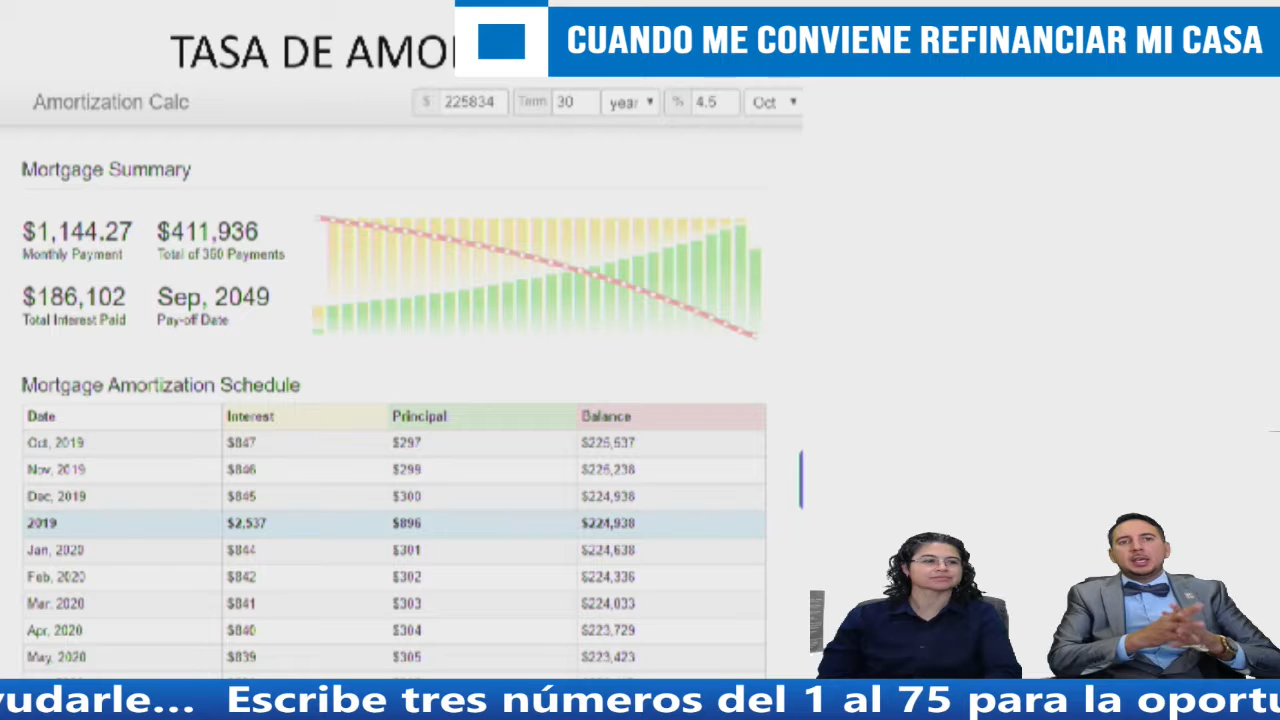 CUANDO ME CONVIENE REFINANCIAR MI CASA
TASA DE AMO
Amortization Calc $ 225834 Term 30 year % 4.5 Oct
Mortgage Summary
$1,144.27 $411,936
Monthly Payment Total of 360 Payments
$186,102 Sep, 2049
Total Interest Paid Pay-off Date
Mortgage Amortization Schedule
Date Interest Principal Balance
Oct, 2019 $847 $297 $225,537
Nov, 2019 $846 $299 $225,238
Dec, 2019 $845 $300 $224,938
2019 $2,537 $896 $224,938
Jan, 2020 $844 $301 $224,638
Feb, 2020 $842 $302 $224,336
Mar, 2020 $841 $303 $224,033
Apr, 2020 $840 $304 $223,729
May, 2020 $839 $305 $223,423
yudarle... Escribe tres números del 1 al 75 para la oportu